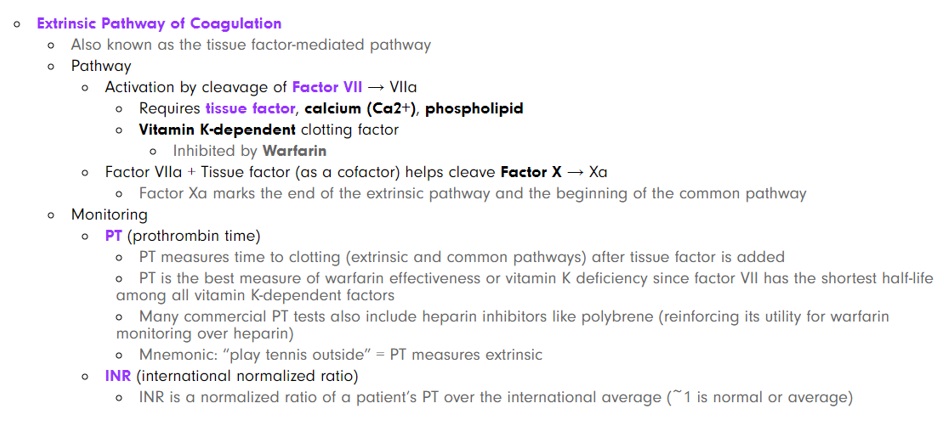 Extrinsic Pathway of Coagulation
Also known as the tissue factor-mediated pathway
Pathway
Activation by cleavage of Factor VII → VIIa
Requires tissue factor, calcium (Ca2+), phospholipid
Vitamin K-dependent clotting factor
Inhibited by Warfarin
Factor VIIa + Tissue factor (as a cofactor) helps cleave Factor X → Xa
Factor Xa marks the end of the extrinsic pathway and the beginning of the common pathway
Monitoring
PT (prothrombin time)
PT measures time to clotting (extrinsic and common pathways) after tissue factor is added
PT is the best measure of warfarin effectiveness or vitamin K deficiency since factor VII has the shortest half-life
among all vitamin K-dependent factors
Many commercial PT tests also include heparin inhibitors like polybrene (reinforcing its utility for warfarin
monitoring over heparin)
Mnemonic: “play tennis outside” = PT measures extrinsic
INR (international normalized ratio)
INR is a normalized ratio of a patient’s PT over the international average (~1 is normal or average)